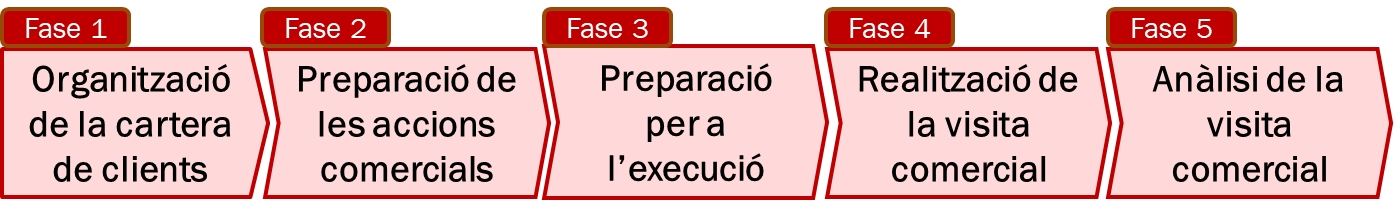 Fase 1
Organització
de la cartera
de clients
Fase 2
Preparació de
les accions
comercials
Fase 3
Preparació
per a
l’execució
Fase 4
Realització de
la visita
comercial
Fase 5
Anàlisi de la
visita
comercial